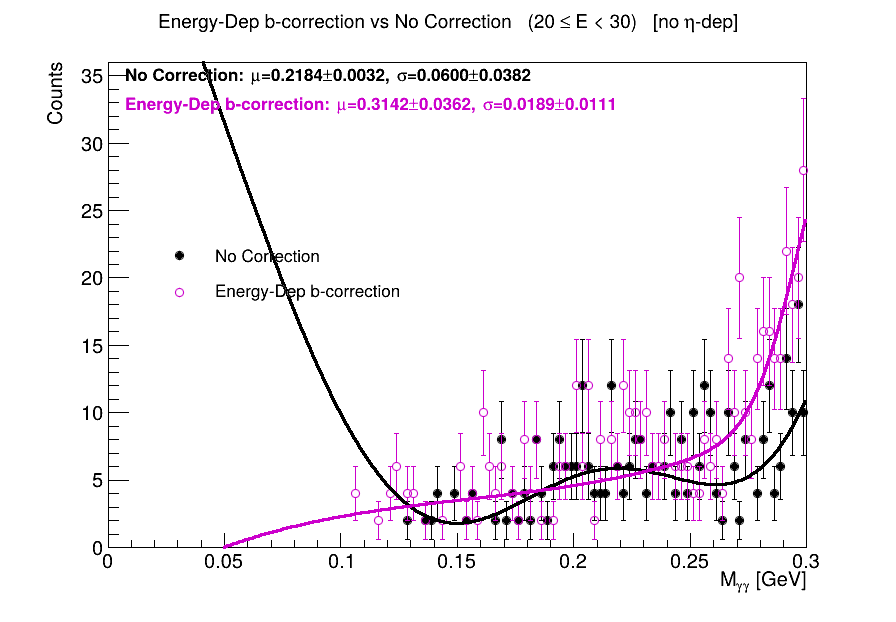 Energy-Dep b-correction vs No Correction (20 ≤ E < 30) [no η-dep]
Counts
No Correction: μ=0.2184±0.0032, σ=0.0600±0.0382
Energy-Dep b-correction: μ=0.3142±0.0362, σ=0.0189±0.0111
No Correction
Energy-Dep b-correction
35
30
25
20
15
10
5
0
0 0.05 0.1 0.15 0.2 0.25 0.3
Mγγ [GeV]